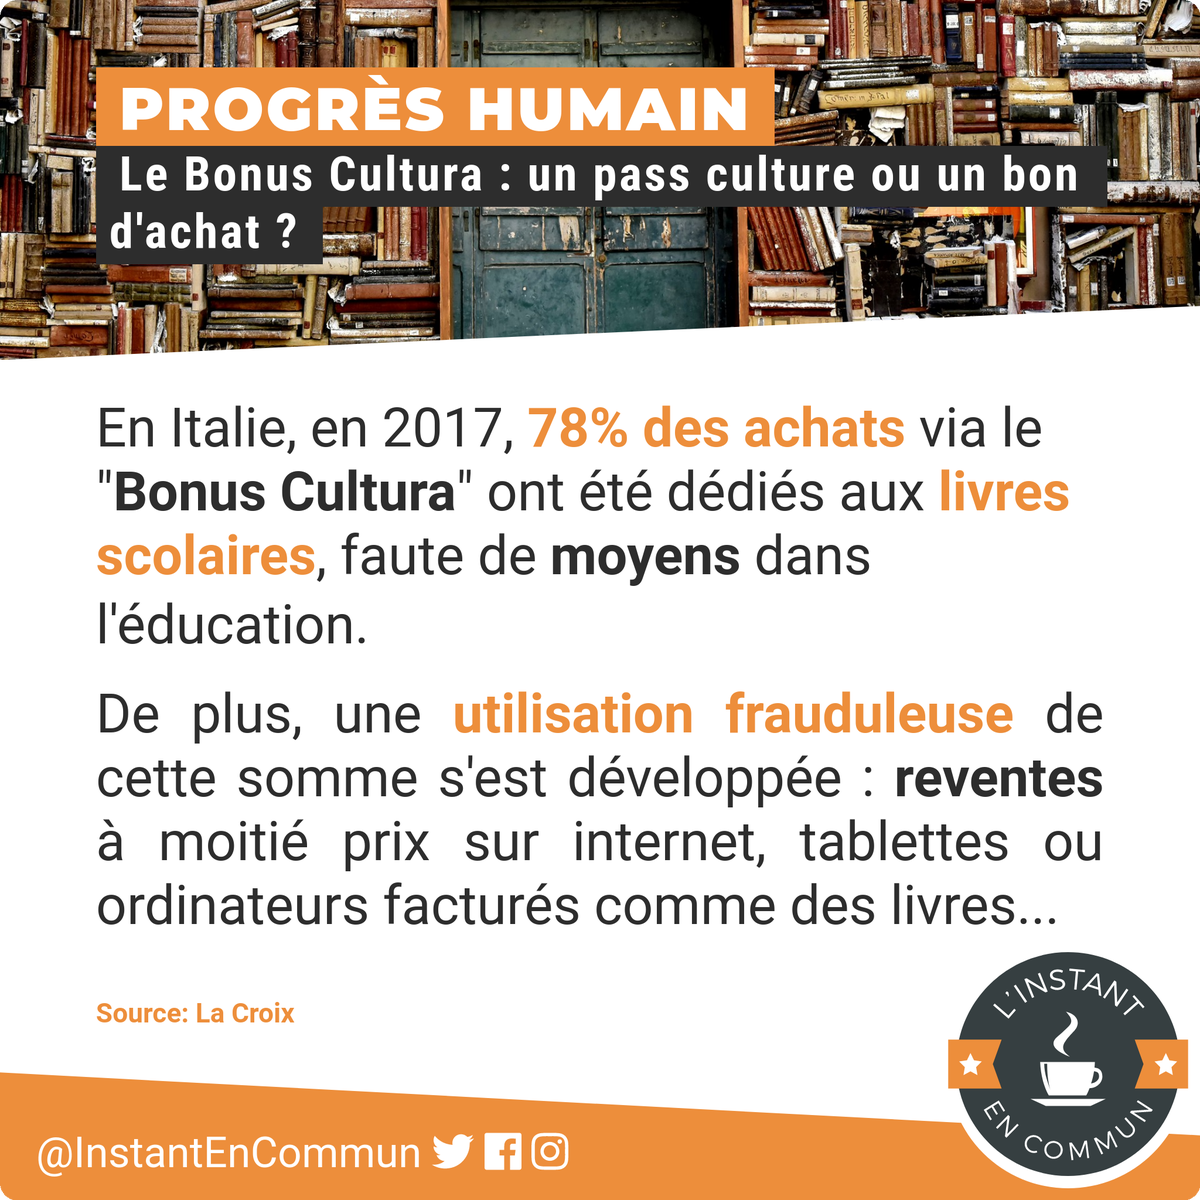 PROGRÈS HUMAIN
Le Bonus Cultura : un pass culture ou un bon
d'achat ?
En Italie, en 2017, 78% des achats via le
"Bonus Cultura" ont été dédiés aux livres
scolaires, faute de moyens dans
l'éducation.
De plus, une utilisation frauduleuse de
cette somme s'est développée : reventes
à moitié prix sur internet, tablettes ou
ordinateurs facturés comme des livres...
Source: La Croix
L'INSTANT
EN COMMUN
@InstantEnCommun